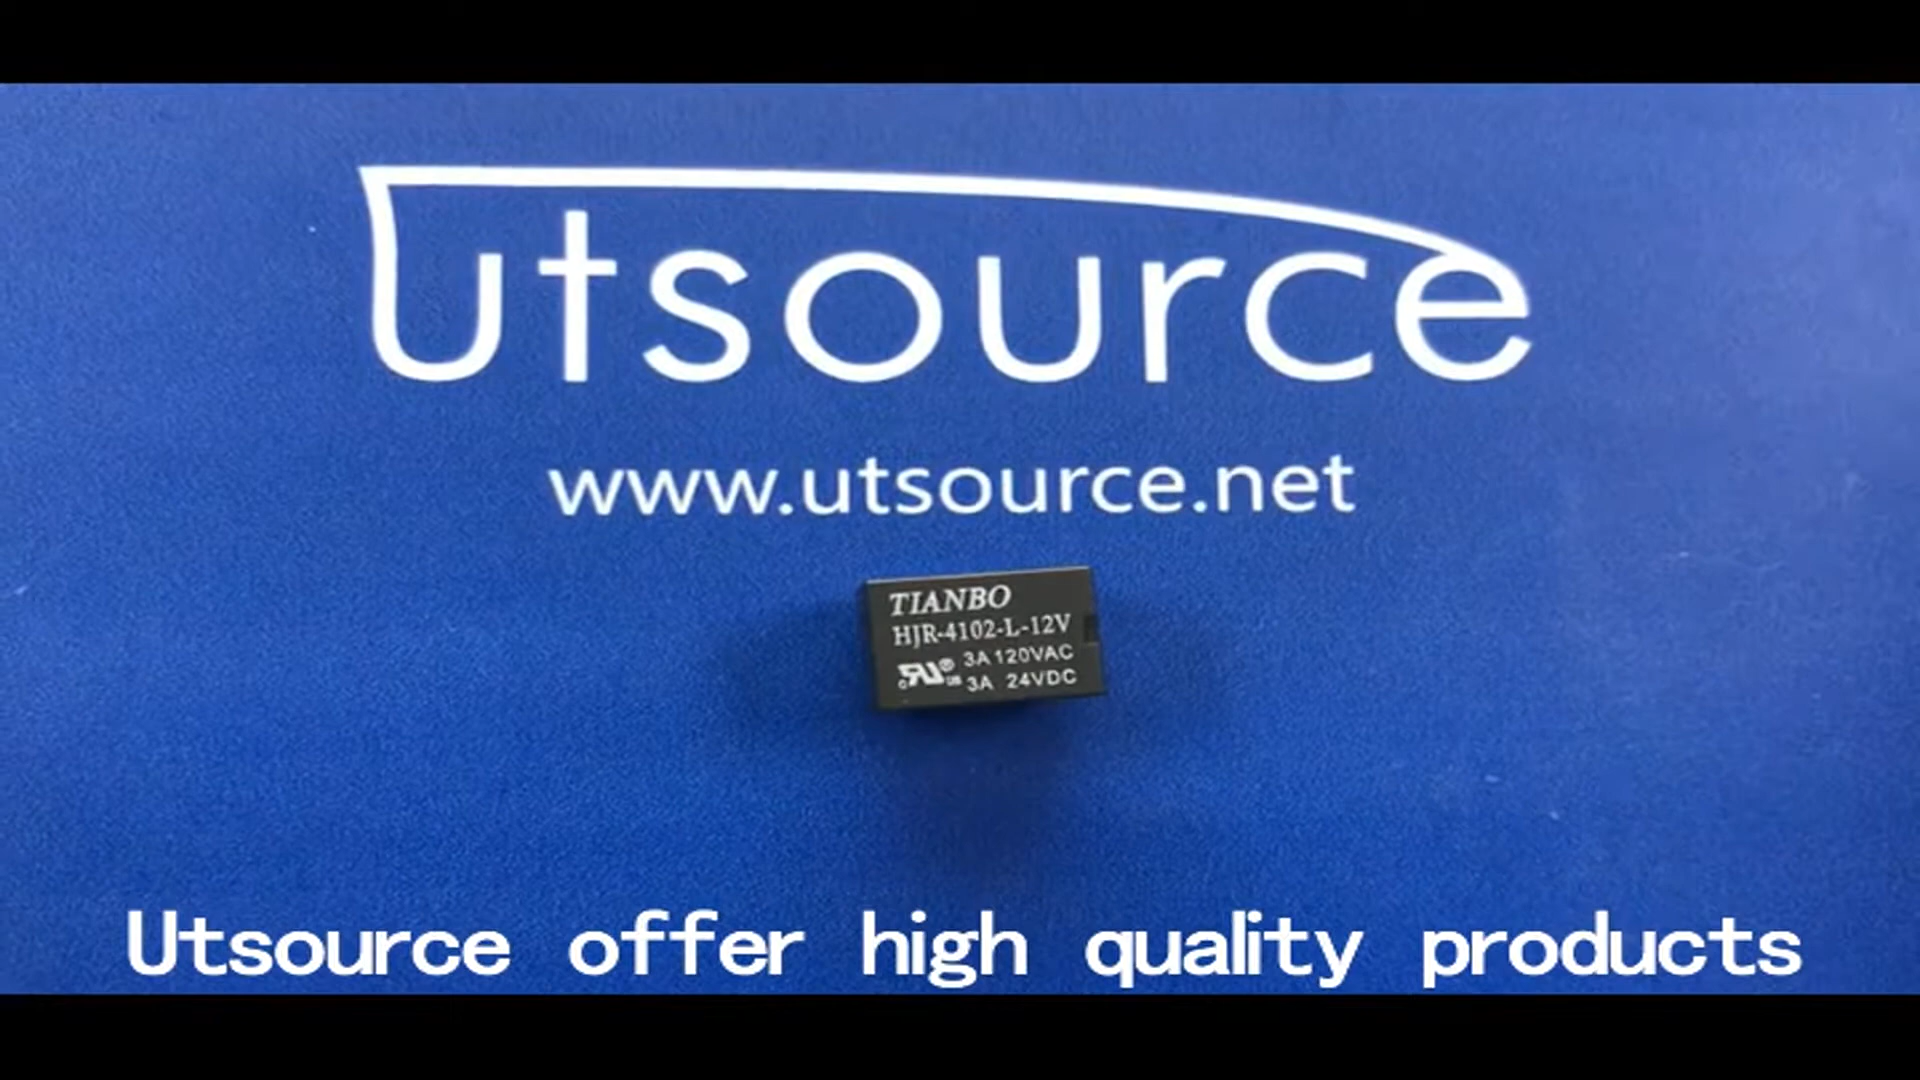 utsource
www.utsource.net
TIANBO
HJR-4102-L-12V
3A 120VAC
3A 24VDC
Utsource offer high quality products